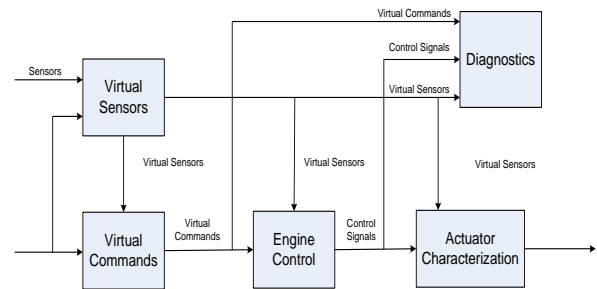 Virtual Commands
Control Signals
Diagnostics
Sensors
Virtual
Sensors
Virtual Sensors
Virtual Sensors
Virtual Sensors
Virtual Sensors
Virtual
Commands
Virtual
Commands
Engine
Control
Control
Signals
Actuator
Characterization